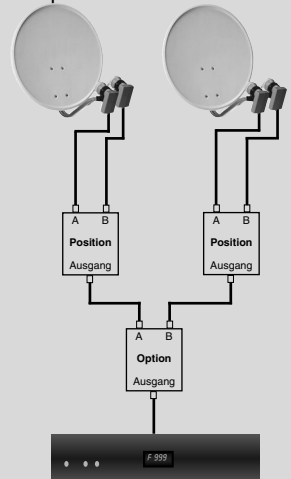 A B A B
Position Position
Ausgang Ausgang
A B
Option
Ausgang
F 999